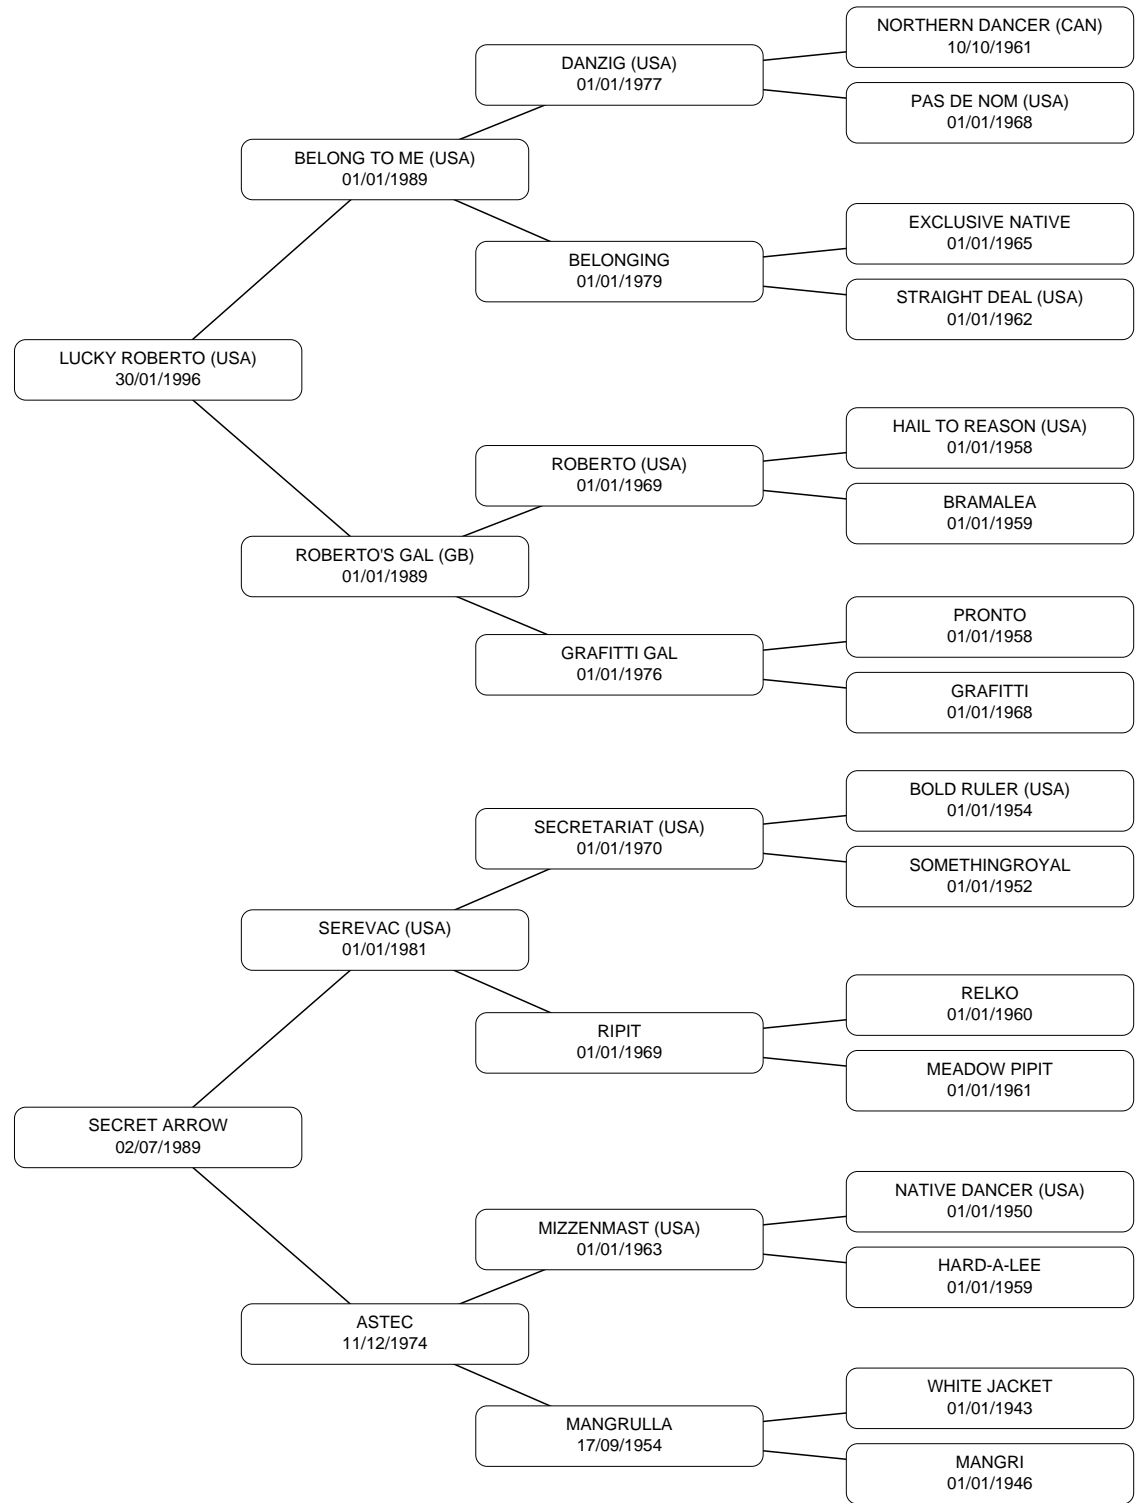 NORTHERN DANCER (CAN)
10/10/1961
DANZIG (USA)
01/01/1977
PAS DE NOM (USA)
01/01/1968
BELONG TO ME (USA)
01/01/1989
EXCLUSIVE NATIVE
01/01/1965
BELONGING
01/01/1979
STRAIGHT DEAL (USA)
01/01/1962
LUCKY ROBERTO (USA)
30/01/1996
HAIL TO REASON (USA)
01/01/1958
ROBERTO (USA)
01/01/1969
BRAMALEA
01/01/1959
ROBERTO'S GAL (GB)
01/01/1989
PRONTO
01/01/1958
GRAFITTI GAL
01/01/1976
GRAFITTI
01/01/1968
BOLD RULER (USA)
01/01/1954
SECRETARIAT (USA)
01/01/1970
SOMETHINGROYAL
01/01/1952
SEREVAC (USA)
01/01/1981
RELKO
01/01/1960
RIPIT
01/01/1969
MEADOW PIPIT
01/01/1961
SECRET ARROW
02/07/1989
NATIVE DANCER (USA)
01/01/1950
MIZZENMAST (USA)
01/01/1963
HARD-A-LEE
01/01/1959
ASTEC
11/12/1974
WHITE JACKET
01/01/1943
MANGRULLA
17/09/1954
MANGRI
01/01/1946